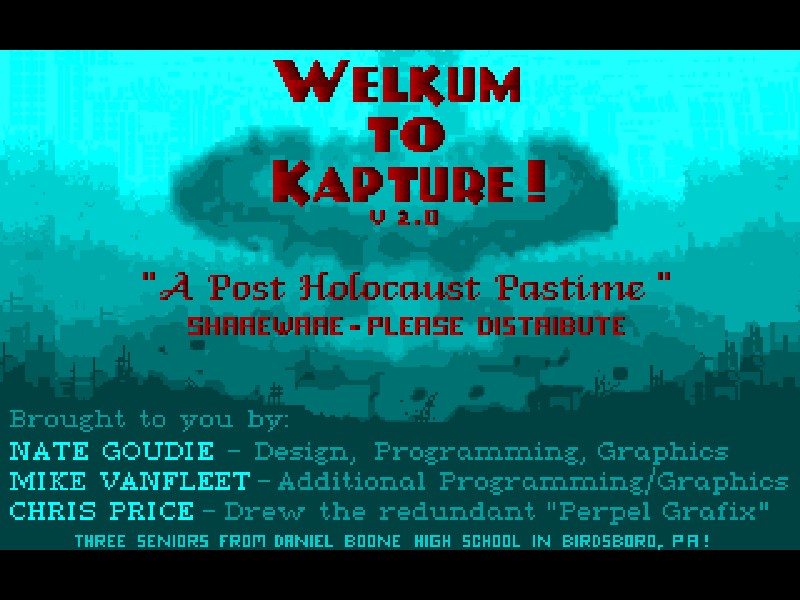 WELKUM
TO
KAPTURE!
V 2.0
"A Post Holocaust Pastime"
SHAREWARE - PLEASE DISTRIBUTE
Brought to you by:
NATE GOUDIE - Design, Programming, Graphics
MIKE VANFLEET - Additional Programming/Graphics
CHRIS PRICE - Drew the redundant "Perpel Grafix"
THREE SENIORS FROM DANIEL BOONE HIGH SCHOOL IN BIRDSBORO, PA!